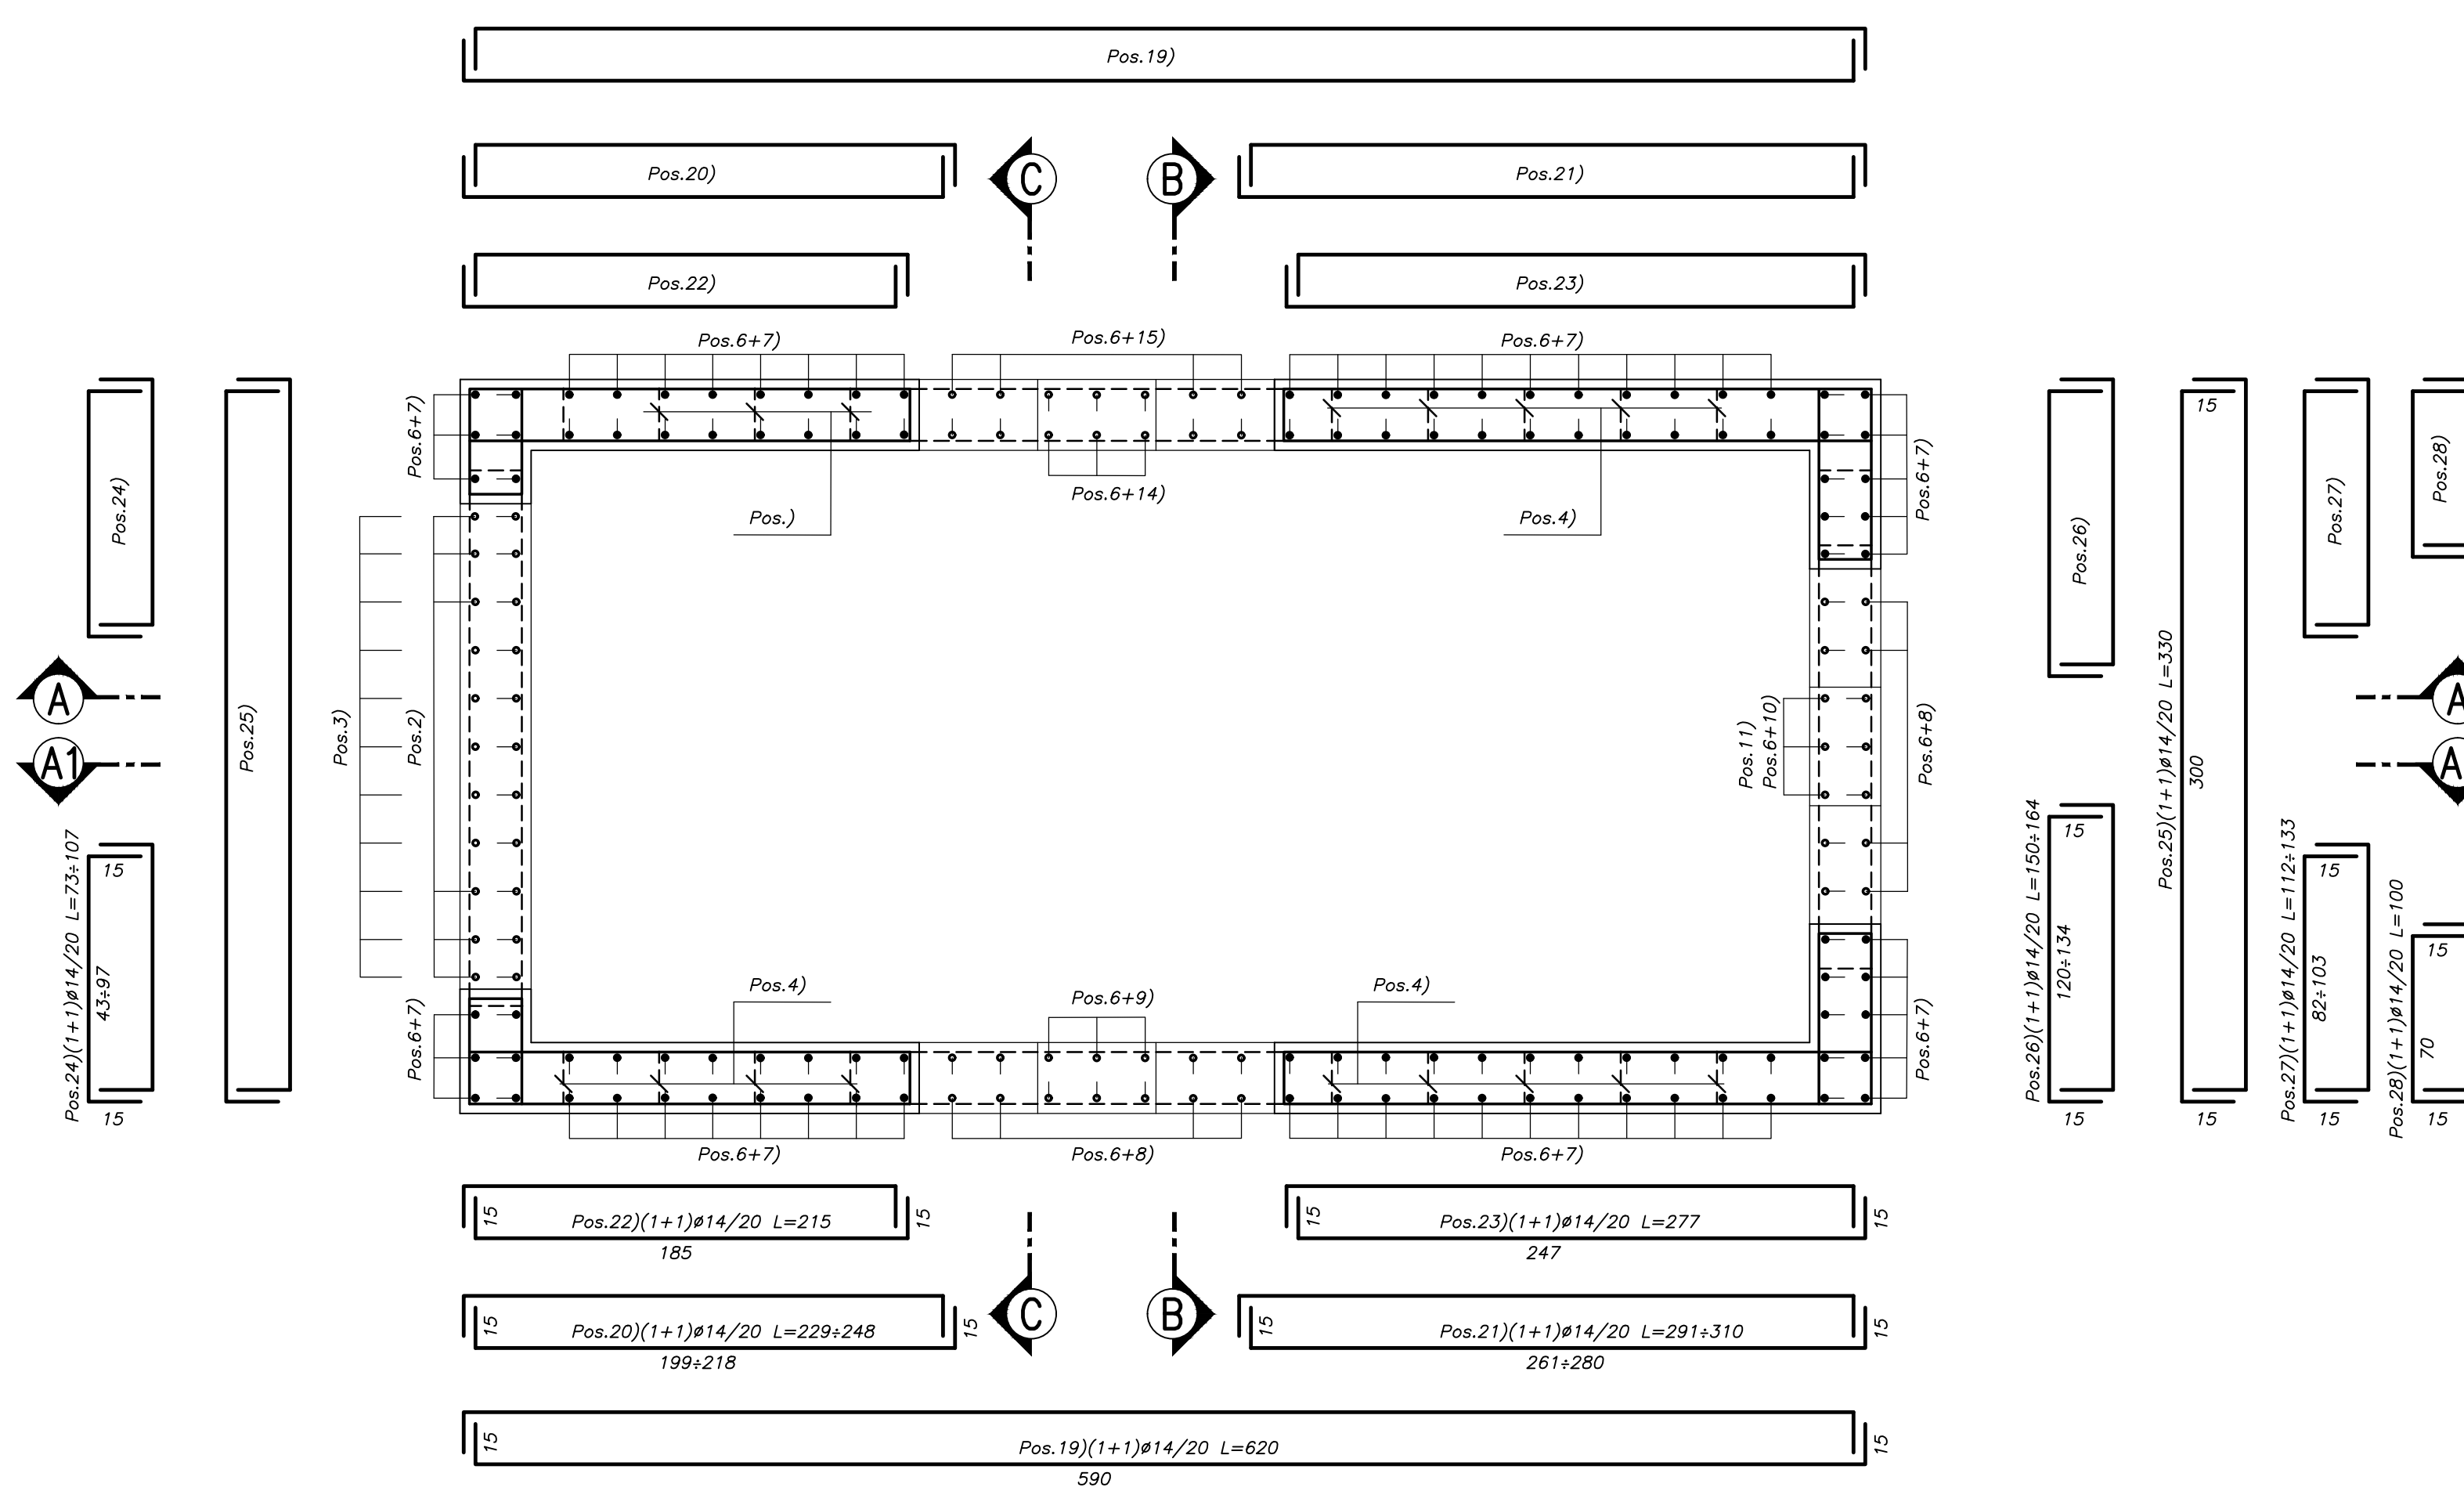 Pos.19)
Pos.20)
C
B
Pos.21)
Pos.22)
Pos.23)
Pos.6+7)
Pos.6+15)
Pos.6+7)
Pos.6+7)
Pos.6+7)
Pos.6+14)
Pos.)
Pos.4)
Pos.24)
Pos.25)
Pos.3)
Pos.2)
Pos.11)
Pos.6+10)
Pos.6+8)
Pos.26)
Pos.27)
Pos.28)
A
A1
A
A
Pos.24)(1+1)ø14/20 L=73÷107
43÷97
15
15
Pos.26)(1+1)ø14/20 L=150÷164
120÷134
15
15
Pos.25)(1+1)ø14/20 L=330
300
15
15
Pos.27)(1+1)ø14/20 L=112÷133
82÷103
15
15
Pos.28)(1+1)ø14/20 L=100
70
15
15
Pos.4)
Pos.6+9)
Pos.4)
Pos.6+7)
Pos.6+7)
Pos.6+7)
Pos.6+8)
Pos.6+7)
15
Pos.22)(1+1)ø14/20 L=215
15
185
15
Pos.23)(1+1)ø14/20 L=277
15
247
15
Pos.20)(1+1)ø14/20 L=229÷248
15
199÷218
C
B
15
Pos.21)(1+1)ø14/20 L=291÷310
15
261÷280
15
Pos.19)(1+1)ø14/20 L=620
15
590